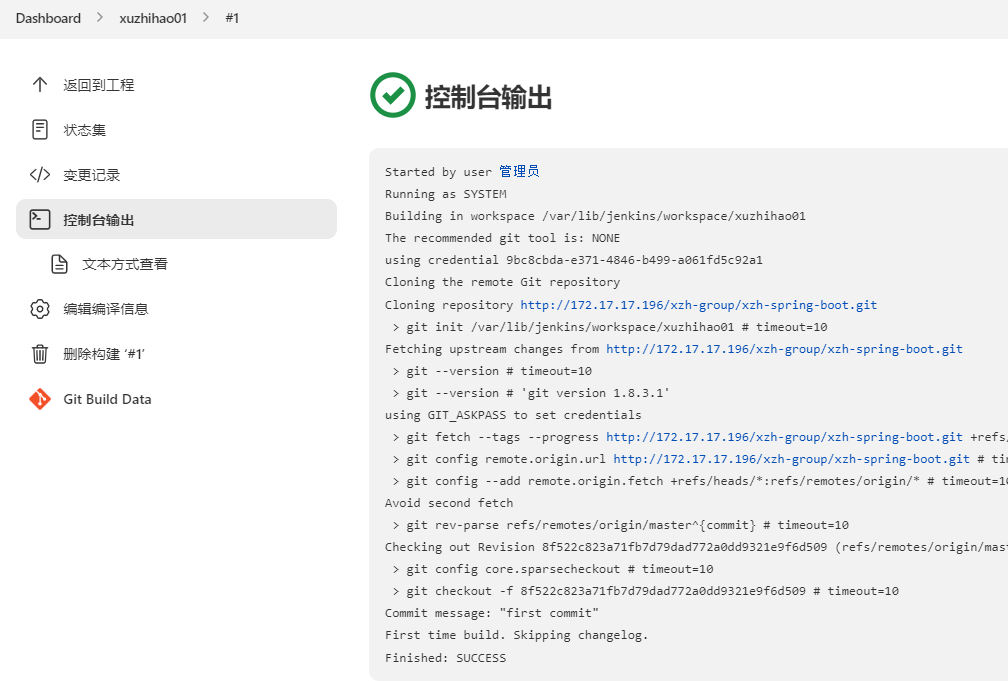 Dashboard > xuzhihao01 > #1
返回到工程
状态集
变更记录
控制台输出
文本方式查看
编辑编译信息
删除构建 ‘#1’
Git Build Data
控制台输出
Started by user 管理员
Running as SYSTEM
Building in workspace /var/lib/jenkins/workspace/xuzhihao01
The recommended git tool is: NONE
using credential 9bc8cbda-e371-4846-b499-a061fd5c92a1
Cloning the remote Git repository
Cloning repository http://172.17.17.196/xzh-group/xzh-spring-boot.git
> git init /var/lib/jenkins/workspace/xuzhihao01 # timeout=10
Fetching upstream changes from http://172.17.17.196/xzh-group/xzh-spring-boot.git
> git --version # timeout=10
> git --version # 'git version 1.8.3.1'
using GIT_ASKPASS to set credentials
> git fetch --tags --progress http://172.17.17.196/xzh-group/xzh-spring-boot.git +refs/
> git config remote.origin.url http://172.17.17.196/xzh-group/xzh-spring-boot.git # tim
> git config --add remote.origin.fetch +refs/heads/*:refs/remotes/origin/* # timeout=10
Avoid second fetch
> git rev-parse refs/remotes/origin/master^{commit} # timeout=10
Checking out Revision 8f522c823a71fb7d79dad772a0dd9321e9f6d509 (refs/remotes/origin/mas
> git config core.sparsecheckout # timeout=10
> git checkout -f 8f522c823a71fb7d79dad772a0dd9321e9f6d509 # timeout=10
Commit message: "first commit"
First time build. Skipping changelog.
Finished: SUCCESS